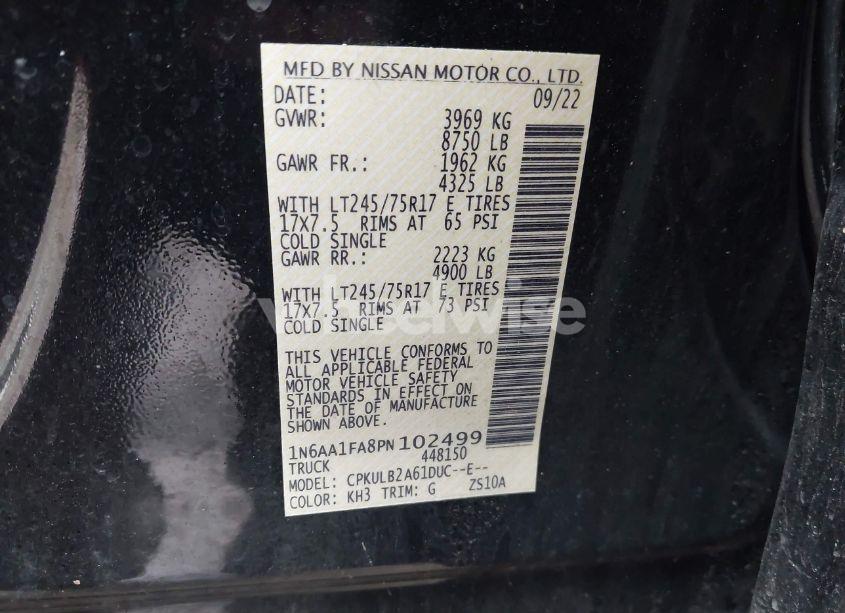 MFD BY NISSAN MOTOR CO., LTD.
DATE: 09/22
GVWR: 3969 KG
8750 LB
GAWR FR.: 1962 KG
4325 LB
WITH LT245/75R17 E TIRES
17X7.5 RIMS AT 65 PSI
COLD SINGLE
GAWR RR.: 2223 KG
4900 LB
WITH LT245/75R17 E TIRES
17X7.5 RIMS AT 73 PSI
COLD SINGLE
THIS VEHICLE CONFORMS TO
ALL APPLICABLE FEDERAL
MOTOR VEHICLE SAFETY
STANDARDS IN EFFECT ON
THE DATE OF MANUFACTURE
SHOWN ABOVE.
1N6AA1FA8PN102499
TRUCK 448150
MODEL: CPKULB2A61DUC--E--
COLOR: KH3 TRIM: G ZS10A